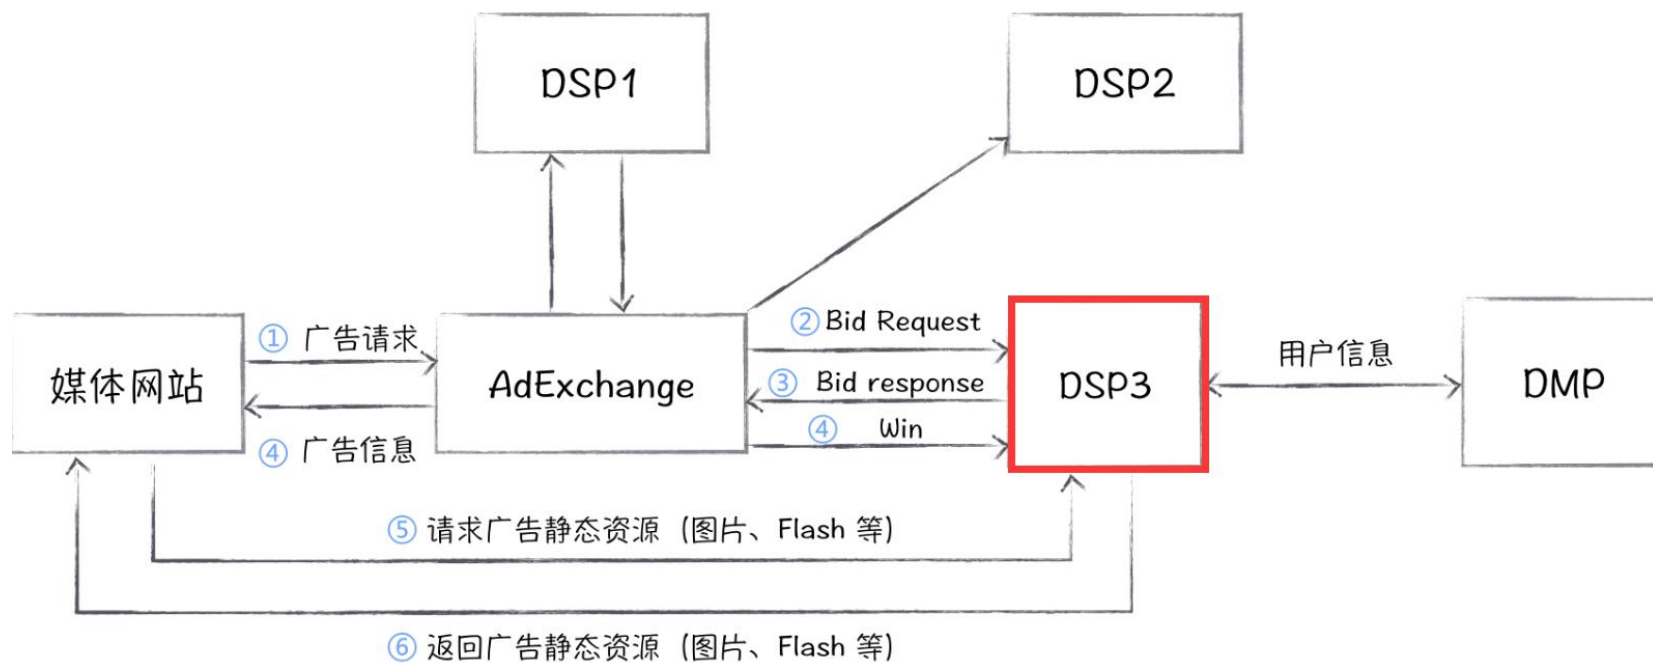 DSP1
DSP2
① 广告请求
② Bid Request
用户信息
媒体网站
AdExchange
③ Bid response
DSP3
DMP
④ Win
④ 广告信息
⑤ 请求广告静态资源 (图片、Flash 等)
⑥ 返回广告静态资源 (图片、Flash 等)